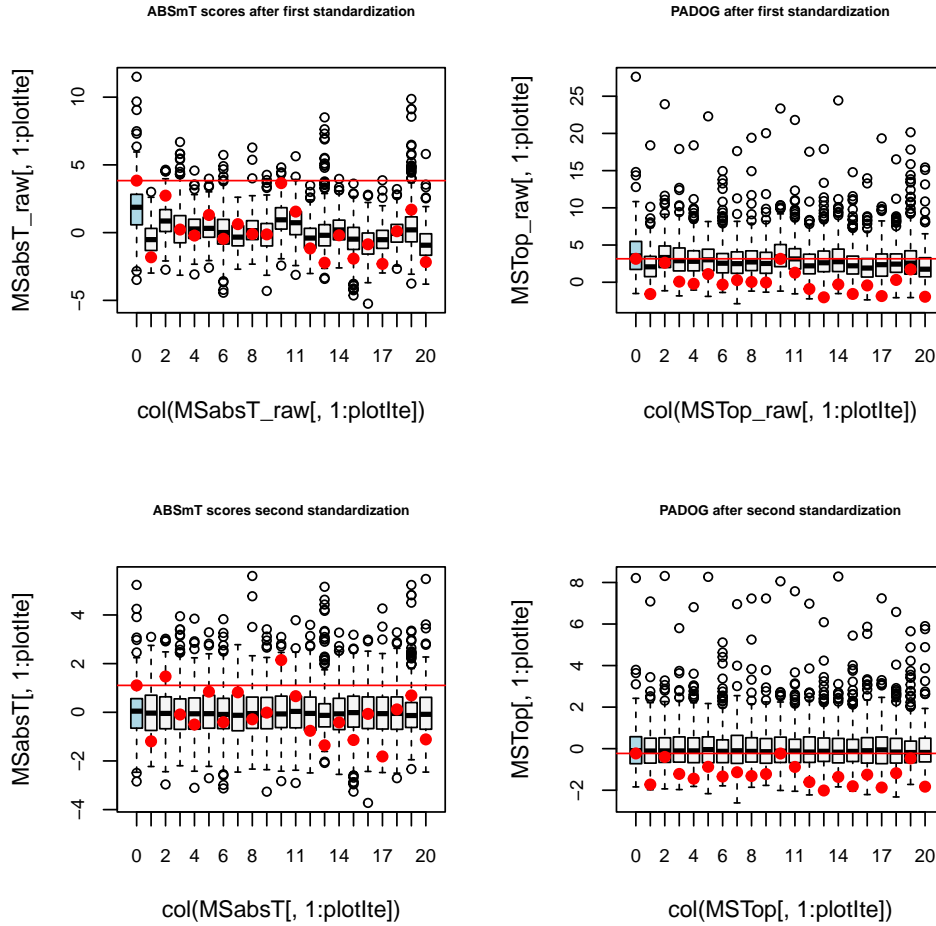 ABSmT scores after first standardization
MSabsT_raw[, 1:plotIte]
10
5
0
−5
0 2 4 6 8 11 14 17 20
col(MSabsT_raw[, 1:plotIte])
PADOG after first standardization
MSTop_raw[, 1:plotIte]
25
20
15
10
5
0
0 2 4 6 8 11 14 17 20
col(MSTop_raw[, 1:plotIte])
ABSmT scores second standardization
MSabsT[, 1:plotIte]
4
2
0
−2
−4
0 2 4 6 8 11 14 17 20
col(MSabsT[, 1:plotIte])
PADOG after second standardization
MSTop[, 1:plotIte]
8
6
4
2
0
−2
0 2 4 6 8 11 14 17 20
col(MSTop[, 1:plotIte])